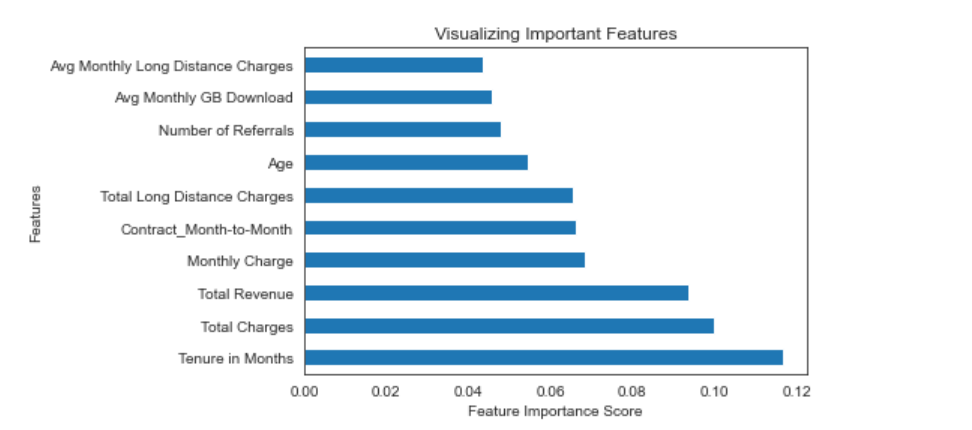 Visualizing Important Features
Avg Monthly Long Distance Charges
Avg Monthly GB Download
Number of Referrals
Age
Total Long Distance Charges
Contract_Month-to-Month
Monthly Charge
Total Revenue
Total Charges
Tenure in Months
Features
0.00 0.02 0.04 0.06 0.08 0.10 0.12
Feature Importance Score